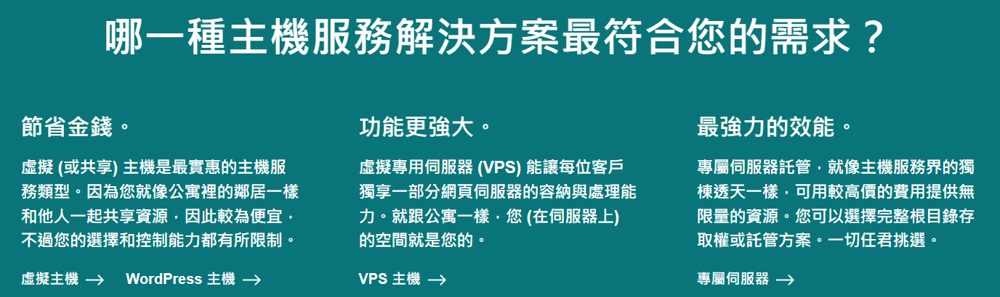 哪一種主機服務解決方案最符合您的需求？
節省金錢。
虛擬 (或共享) 主機是最實惠的主機服
務類型。因為您就像公寓裡的鄰居一樣
和他人一起共享資源，因此較為便宜，
不過您的選擇和控制能力都有所限制。
虛擬主機 →
WordPress 主機 →
功能更強大。
虛擬專用伺服器 (VPS) 能讓每位客戶
獨享一部分網頁伺服器的容納與處理能
力。就跟公寓一樣，您 (在伺服器上)
的空間就是您的。
VPS 主機 →
最強力的效能。
專屬伺服器託管，就像主機服務界的獨
棟透天一樣，可用較高價的費用提供無
限量的資源。您可以選擇完整根目錄存
取權或託管方案。一切任君挑選。
專屬伺服器 →